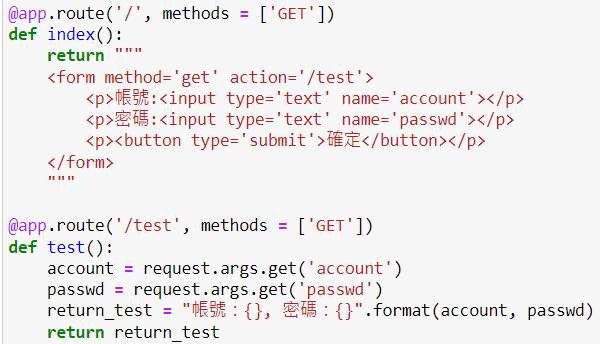 @app.route('/', methods = ['GET'])
def index():
    return """
    <form method='get' action='/test'>
        <p>帳號:<input type='text' name='account'></p>
        <p>密碼:<input type='text' name='passwd'></p>
        <p><button type='submit'>確定</button></p>
    </form>
    """

@app.route('/test', methods = ['GET'])
def test():
    account = request.args.get('account')
    passwd = request.args.get('passwd')
    return_test = "帳號：{}, 密碼：{}".format(account, passwd)
    return return_test